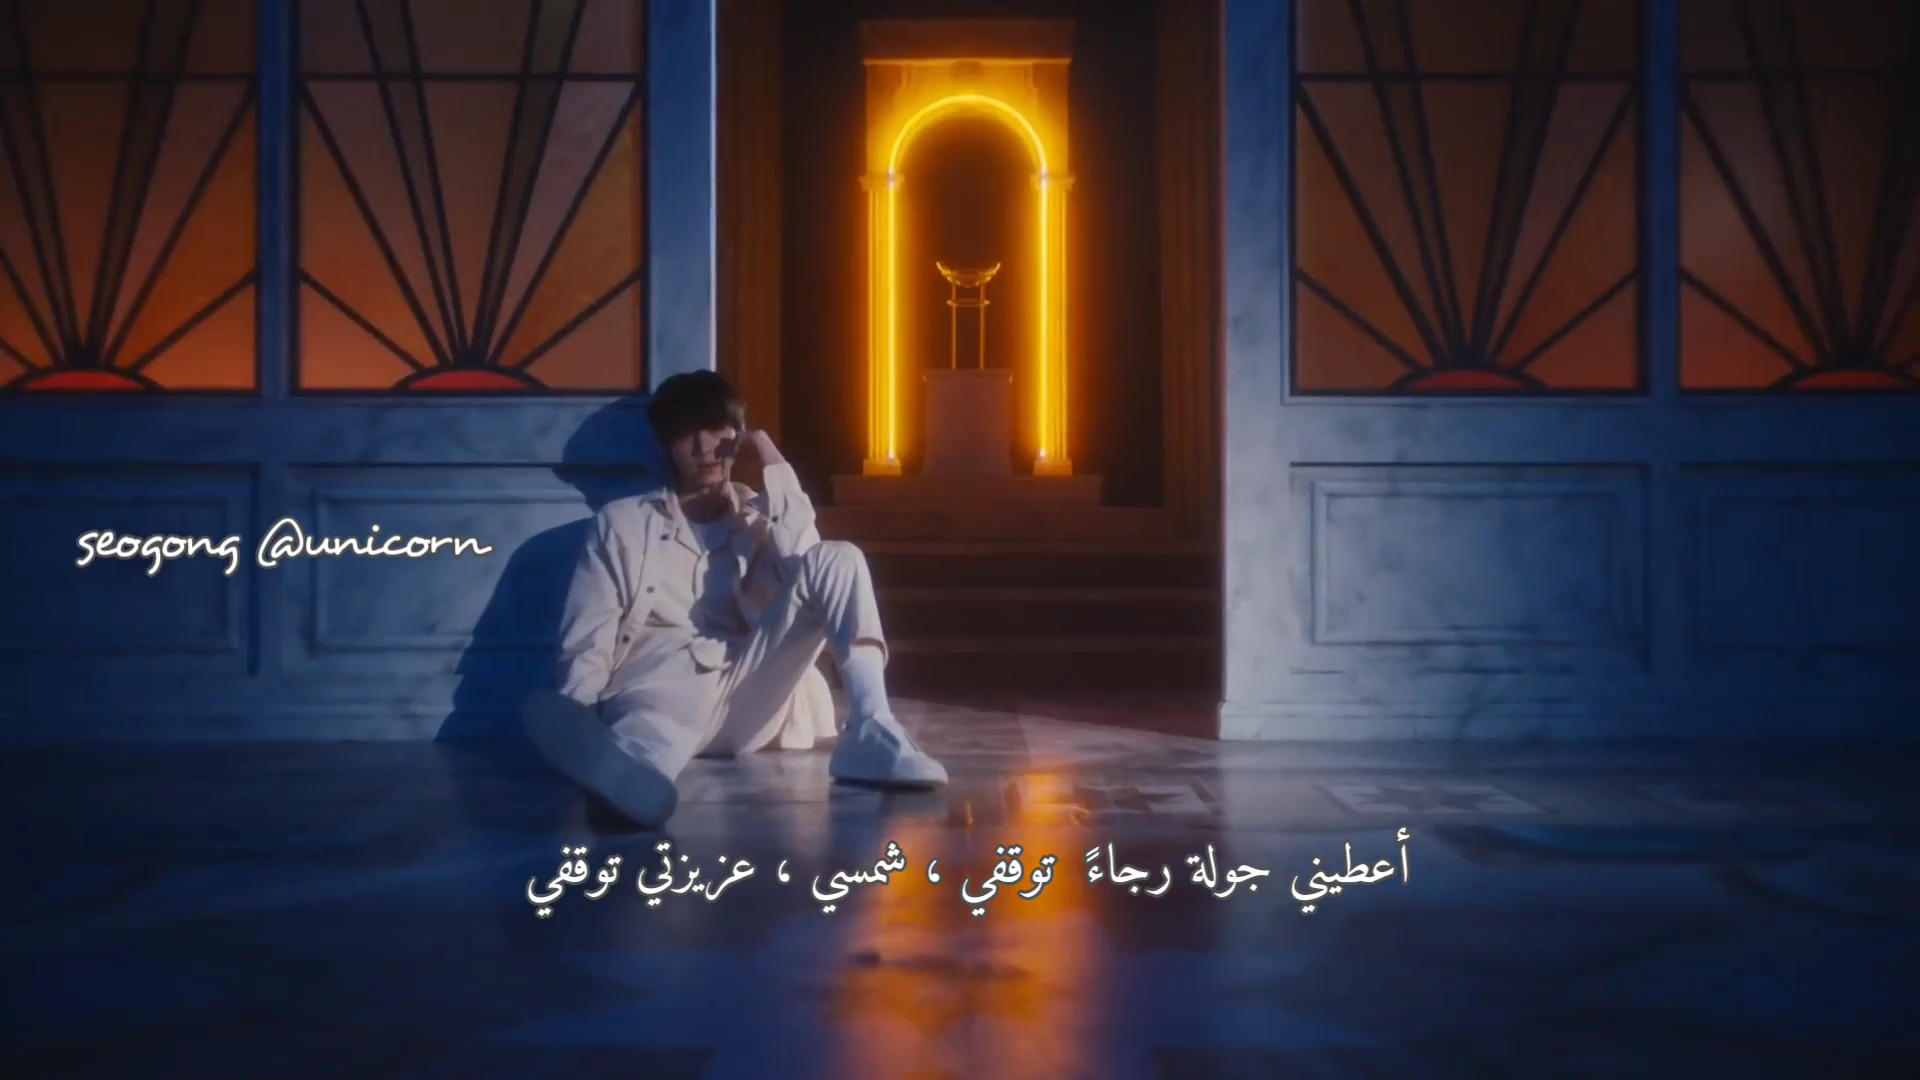 seogong @unicorn
أعطيني جولة رجاءً توقفي ، شمسي ، عزيزتي توقفي